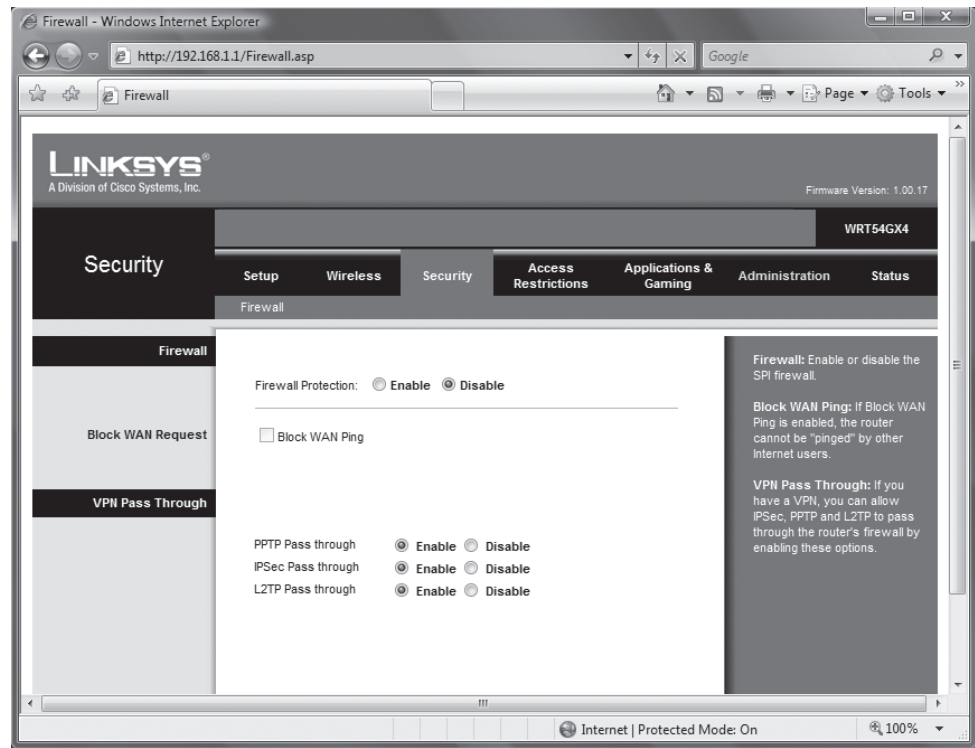 Firewall - Windows Internet Explorer
http://192.168.1.1/Firewall.asp
Google
Firewall
Page
Tools
LINKSYS®
A Division of Cisco Systems, Inc.
Firmware Version: 1.00.17
WRT54GX4
Security
Setup
Wireless
Security
Access Restrictions
Applications & Gaming
Administration
Status
Firewall
Firewall
Firewall Protection: Enable Disable
Block WAN Request
Block WAN Ping
VPN Pass Through
PPTP Pass through Enable Disable
IPSec Pass through Enable Disable
L2TP Pass through Enable Disable
Firewall: Enable or disable the
SPI firewall.
Block WAN Ping: If Block WAN
Ping is enabled, the router
cannot be "pinged" by other
Internet users.
VPN Pass Through: If you
have a VPN, you can allow
IPSec, PPTP and L2TP to pass
through the router's firewall by
enabling these options.
Internet | Protected Mode: On
100%